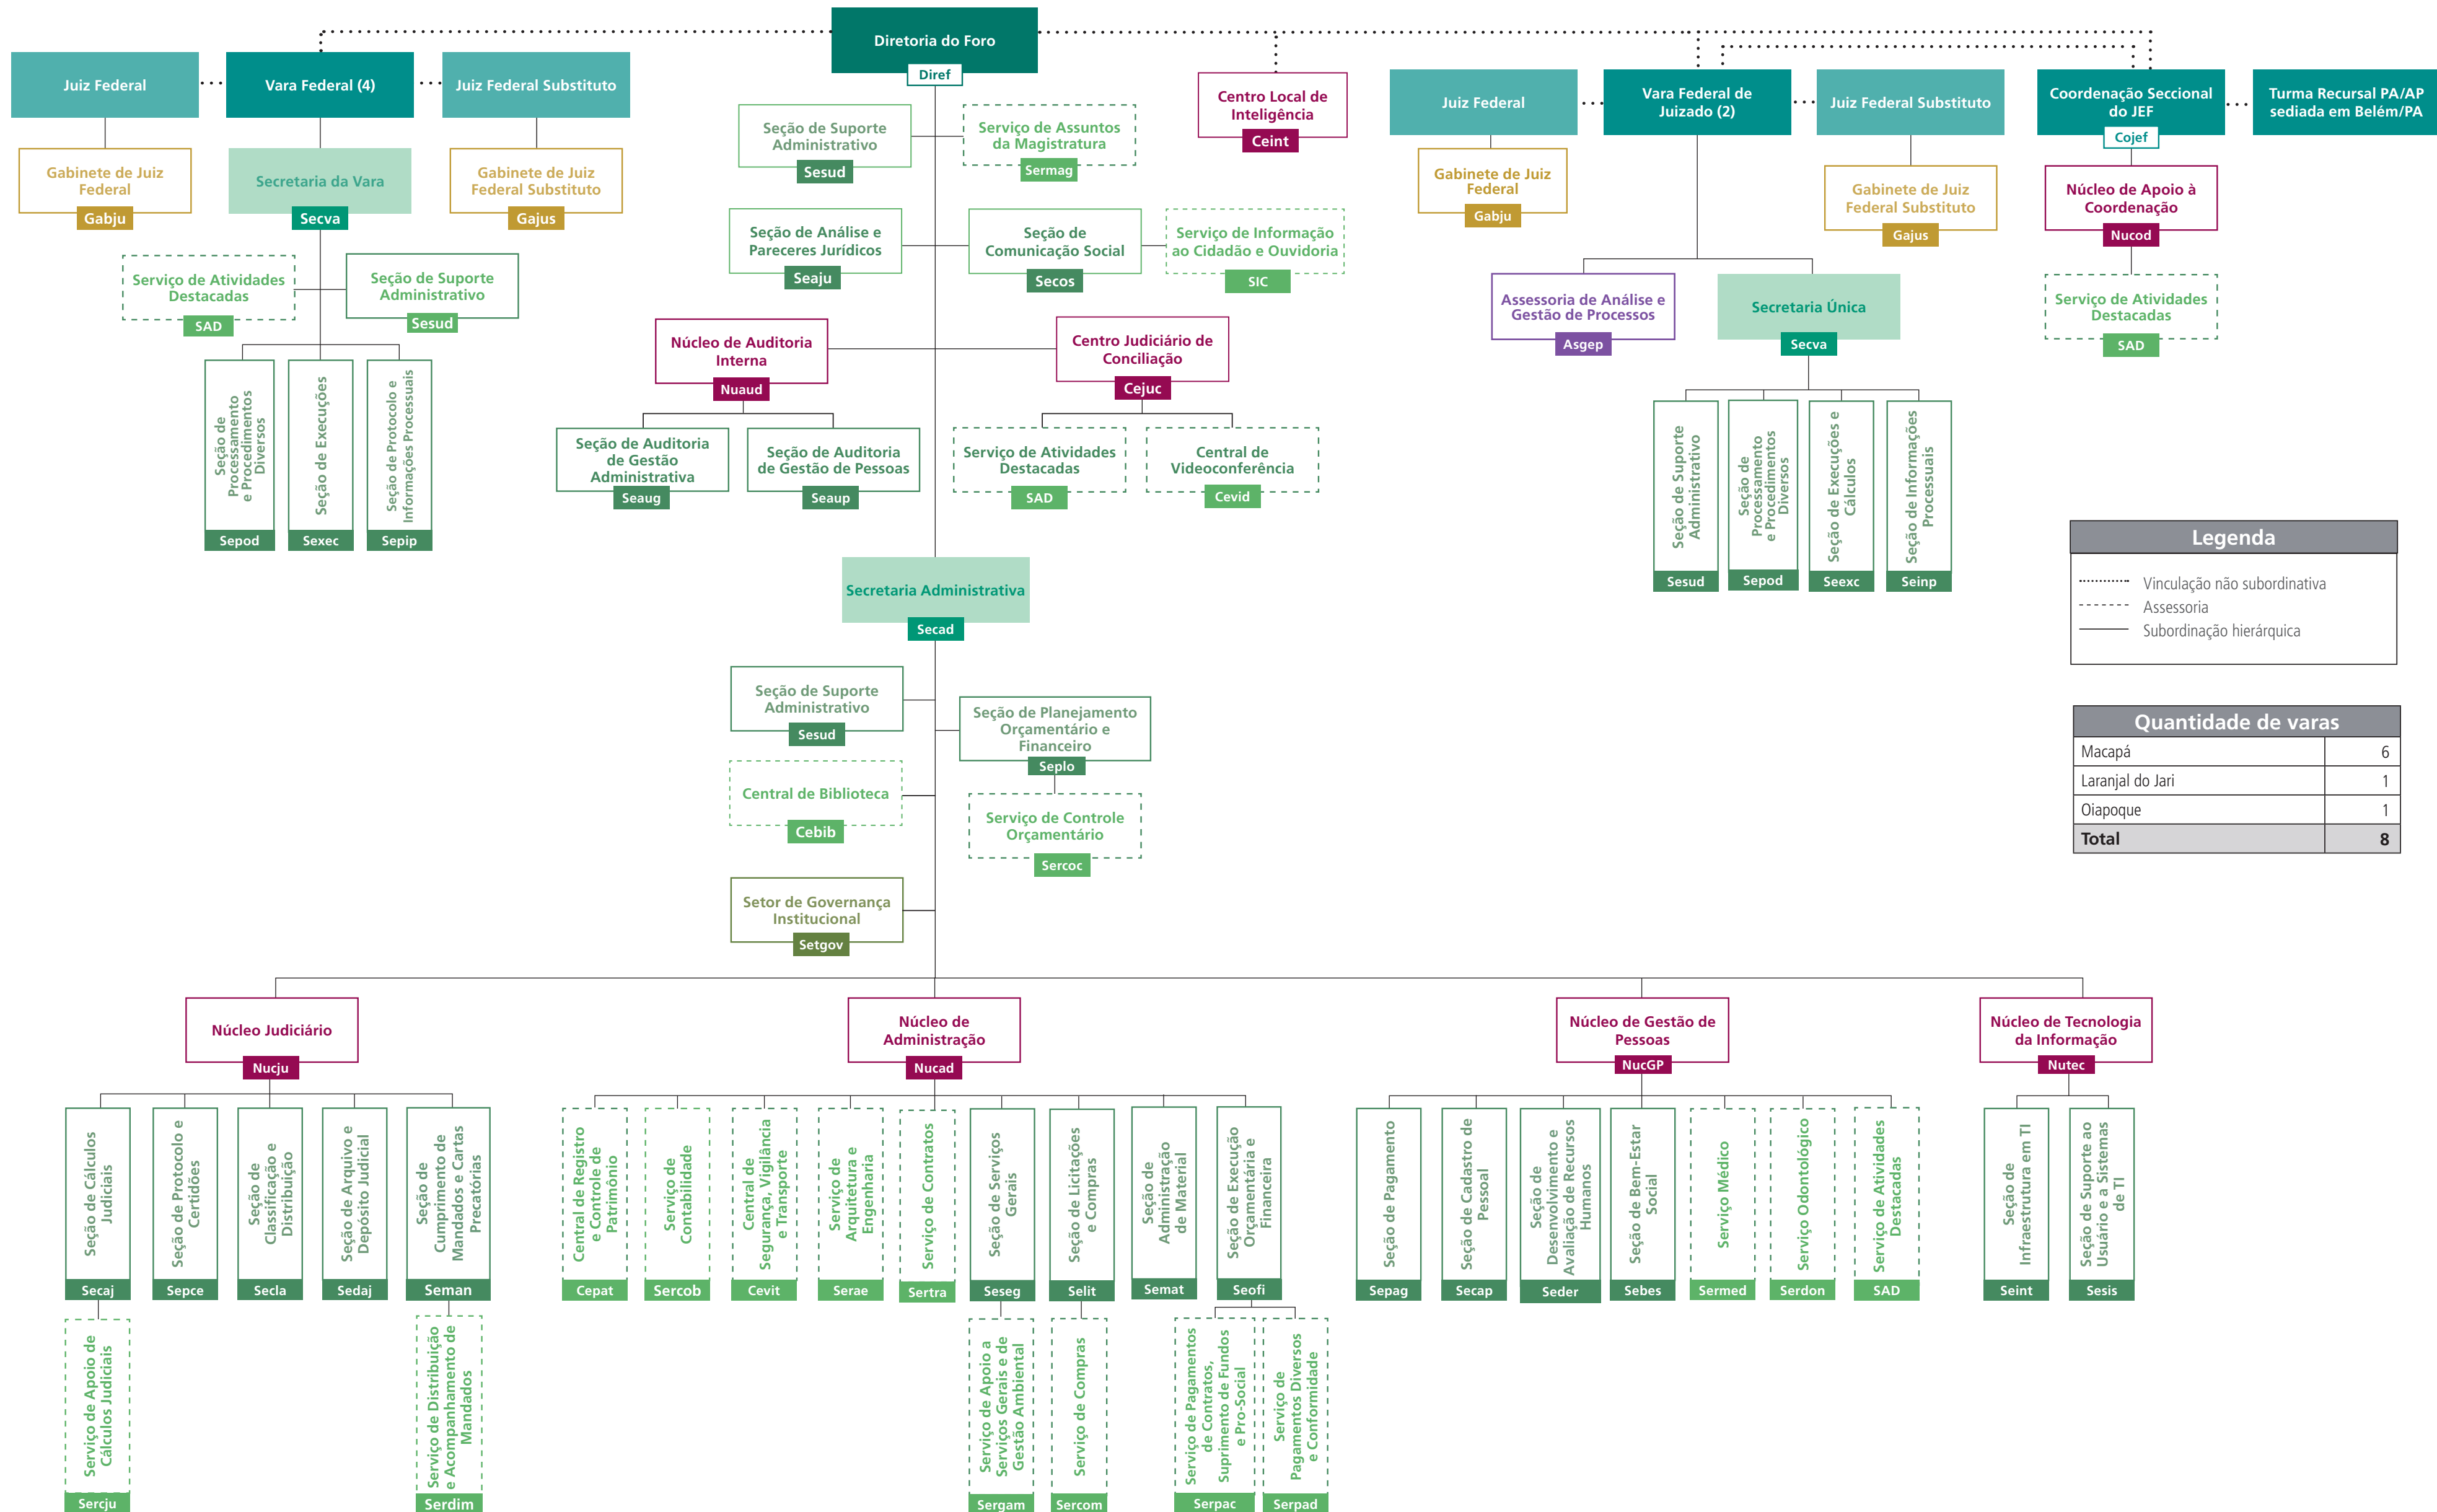 Diretoria do Foro
Diref
Juiz Federal
Vara Federal (4)
Juiz Federal Substituto
Gabinete de Juiz
Federal
Gabju
Secretaria da Vara
Secva
Gabinete de Juiz
Federal Substituto
Gajus
Serviço de Atividades
Destacadas
SAD
Seção de Suporte
Administrativo
Sesud
Seção de
Processamento
e Procedimentos
Diversos
Sepod
Seção de Execuções
Sexec
Seção de Protocolo e
Informações Processuais
Sepip
Seção de Suporte
Administrativo
Sesud
Serviço de Assuntos
da Magistratura
Sermag
Centro Local de
Inteligência
Ceint
Seção de Análise e
Pareceres Jurídicos
Seaju
Seção de
Comunicação Social
Secos
Serviço de Informação
ao Cidadão e Ouvidoria
SIC
Núcleo de Auditoria
Interna
Nuaud
Centro Judiciário de
Conciliação
Cejuc
Seção de Auditoria
de Gestão
Administrativa
Seaug
Seção de Auditoria
de Gestão de Pessoas
Seaup
Serviço de Atividades
Destacadas
SAD
Central de
Videoconferência
Cevid
Juiz Federal
Vara Federal de
Juizado (2)
Juiz Federal Substituto
Coordenação Seccional
do JEF
Cojef
Turma Recursal PA/AP
sediada em Belém/PA
Gabinete de Juiz
Federal
Gabju
Gabinete de Juiz
Federal Substituto
Gajus
Núcleo de Apoio à
Coordenação
Nucod
Assessoria de Análise e
Gestão de Processos
Asgep
Secretaria Única
Secva
Serviço de Atividades
Destacadas
SAD
Seção de Suporte
Administrativo
Sesud
Seção de
Processamento
e Procedimentos
Diversos
Sepod
Seção de Execuções e
Cálculos
Seexc
Seção de Informações
Processuais
Seinp
Legenda
Vinculação não subordinativa
Assessoria
Subordinação hierárquica
Quantidade de varas
Macapá 6
Laranjal do Jari 1
Oiapoque 1
Total 8
Secretaria Administrativa
Secad
Seção de Suporte
Administrativo
Sesud
Seção de Planejamento
Orçamentário e
Financeiro
Seplo
Central de Biblioteca
Cebib
Serviço de Controle
Orçamentário
Sercoc
Setor de Governança
Institucional
Setgov
Núcleo Judiciário
Nucju
Núcleo de
Administração
Nucad
Núcleo de Gestão de
Pessoas
NucGP
Núcleo de Tecnologia
da Informação
Nutec
Seção de Cálculos
Judiciais
Secaj
Seção de Protocolo e
Certidões
Sepce
Seção de
Classificação e
Distribuição
Secla
Seção de Arquivo e
Depósito Judicial
Sedaj
Seção de
Cumprimento de
Mandados e Cartas
Precatórias
Seman
Central de Registro
e Controle de
Patrimônio
Cepat
Serviço de
Contabilidade
Sercob
Central de
Segurança, Vigilância
e Transporte
Cevit
Serviço de
Arquitetura e
Engenharia
Serae
Serviço de Contratos
Sertra
Seção de Serviços
Gerais
Seseg
Seção de Licitações
e Compras
Selit
Seção de
Administração
de Material
Semat
Seção de Execução
Orçamentária e
Financeira
Seofi
Seção de Pagamento
Sepag
Seção de Cadastro de
Pessoal
Secap
Seção de
Desenvolvimento e
Avaliação de Recursos
Humanos
Seder
Seção de Bem-Estar
Social
Sebes
Serviço Médico
Sermed
Serviço Odontológico
Serdon
Serviço de Atividades
Destacadas
SAD
Seção de
Infraestrutura em TI
Seint
Seção de Suporte ao
Usuário e a Sistemas
de TI
Sesis
Serviço de Apoio de
Cálculos Judiciais
Sercju
Serviço de Distribuição
e Acompanhamento de
Mandados
Serdim
Serviço de Apoio a
Serviços Gerais e de
Gestão Ambiental
Sergam
Serviço de Compras
Sercom
Serviço de Pagamentos
de Contratos,
Suprimento de Fundos
e Pro-Social
Serpac
Serviço de
Pagamentos Diversos
e Conformidade
Serpad